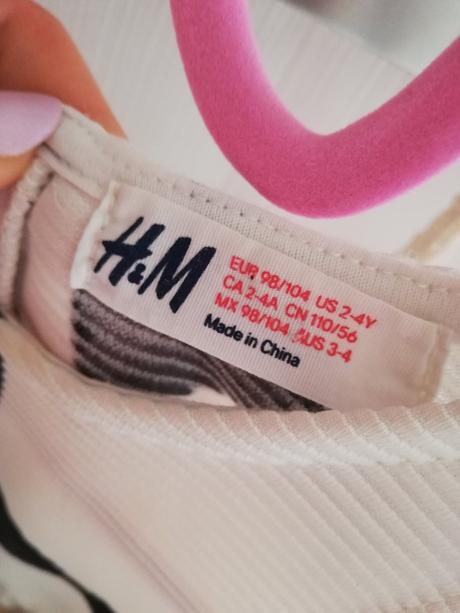 H&M
EUR 98/104 US 2-4Y
CA 2-4A CN 110/56
MX 98/104 AUS 3-4
Made in China